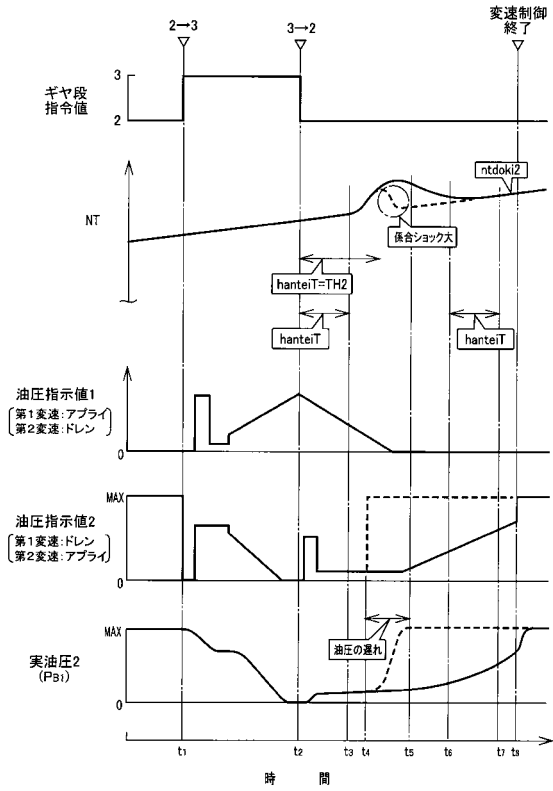 2→3
3→2
変速制御
終了
ギヤ段
指令値
3
2
NT
ntdoki2
係合ショック大
hanteiT=TH2
hanteiT
hanteiT
油圧指示値1
第1変速:アプライ
第2変速:ドレン
0
油圧指示値2
第1変速:ドレン
第2変速:アプライ
MAX
0
実油圧2
(PB1)
MAX
0
油圧の遅れ
t1
t2
t3
t4
t5
t6
t7
t8
時 間